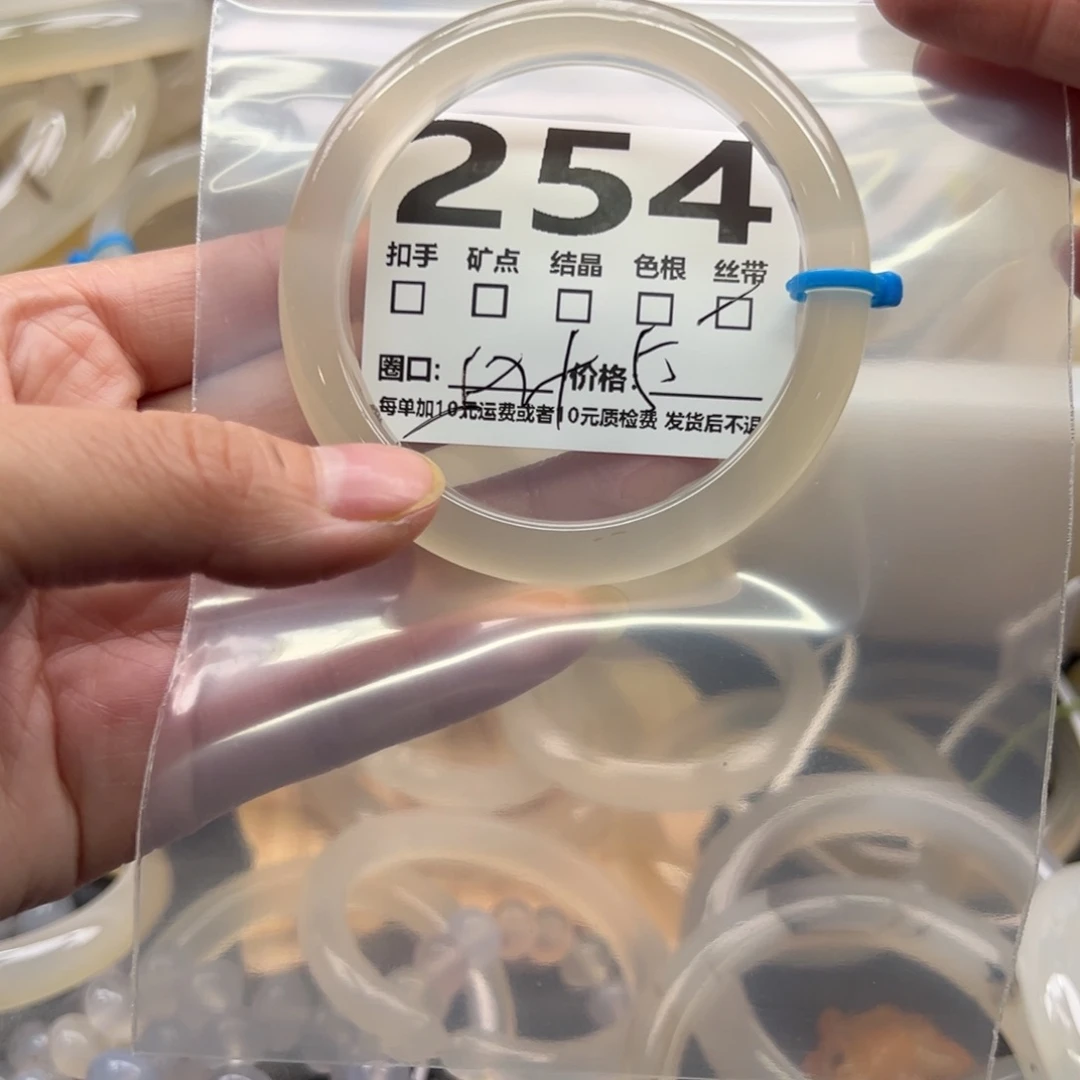 254
扣手 矿点 结晶 色根 丝带
圈口: 价格:
每单加10元运费或者10元质检费 发货后不退